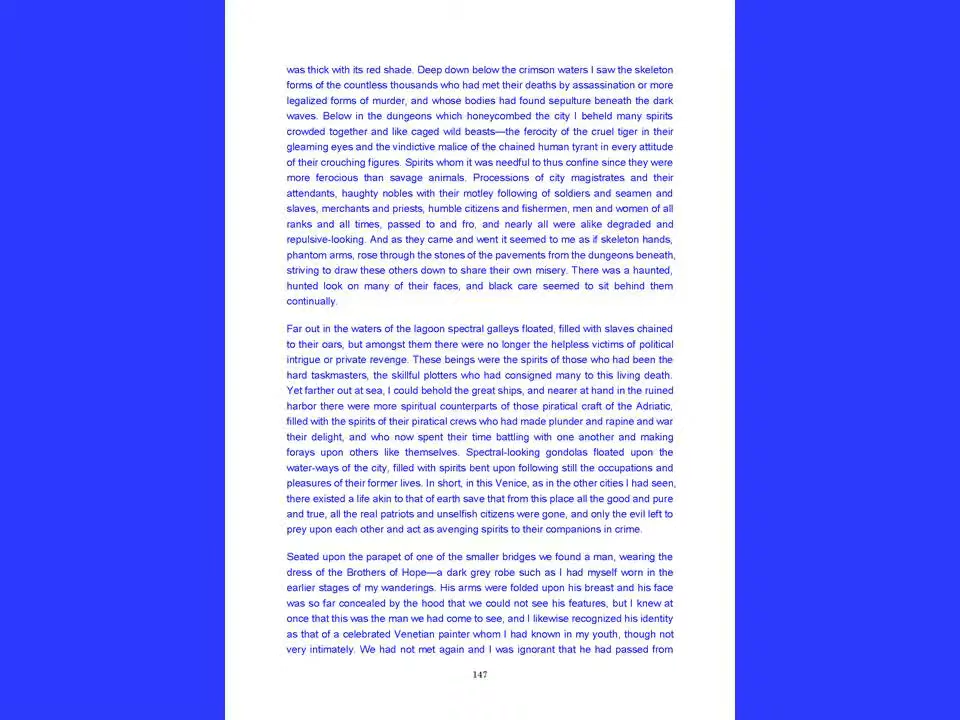 was thick with its red shade. Deep down below the crimson waters I saw the skeleton
forms of the countless thousands who had met their deaths by assassination or more
legalized forms of murder, and whose bodies had found sepulture beneath the dark
waves. Below in the dungeons which honeycombed the city I beheld many spirits
crowded together and like caged wild beasts—the ferocity of the cruel tiger in their
gleaming eyes and the vindictive malice of the chained human tyrant in every attitude
of their crouching figures. Spirits whom it was needful to thus confine since they were
more ferocious than savage animals. Processions of city magistrates and their
attendants, haughty nobles with their motley following of soldiers and seamen and
slaves, merchants and priests, humble citizens and fishermen, men and women of all
ranks and all times, passed to and fro, and nearly all were alike degraded and
repulsive-looking. And as they came and went it seemed to me as if skeleton hands,
phantom arms, rose through the stones of the pavements from the dungeons beneath,
striving to draw these others down to share their own misery. There was a haunted,
hunted look on many of their faces, and black care seemed to sit behind them
continually.
Far out in the waters of the lagoon spectral galleys floated, filled with slaves chained
to their oars, but amongst them there were no longer the helpless victims of political
intrigue or private revenge. These beings were the spirits of those who had been the
hard taskmasters, the skillful plotters who had consigned many to this living death.
Yet farther out at sea, I could behold the great ships, and nearer at hand in the ruined
harbor there were more spiritual counterparts of those piratical craft of the Adriatic,
filled with the spirits of their piratical crews who had made plunder and rapine and war
their delight, and who now spent their time battling with one another and making
forays upon others like themselves. Spectral-looking gondolas floated upon the
water-ways of the city, filled with spirits bent upon following still the occupations and
pleasures of their former lives. In short, in this Venice, as in the other cities I had seen,
there existed a life akin to that of earth save that from this place all the good and pure
and true, all the real patriots and unselfish citizens were gone, and only the evil left to
prey upon each other and act as avenging spirits to their companions in crime.
Seated upon the parapet of one of the smaller bridges we found a man, wearing the
dress of the Brothers of Hope—a dark grey robe such as I had myself worn in the
earlier stages of my wanderings. His arms were folded upon his breast and his face
was so far concealed by the hood that we could not see his features, but I knew at
once that this was the man we had come to see, and I likewise recognized his identity
as that of a celebrated Venetian painter whom I had known in my youth, though not
very intimately. We had not met again and I was ignorant that he had passed from
147